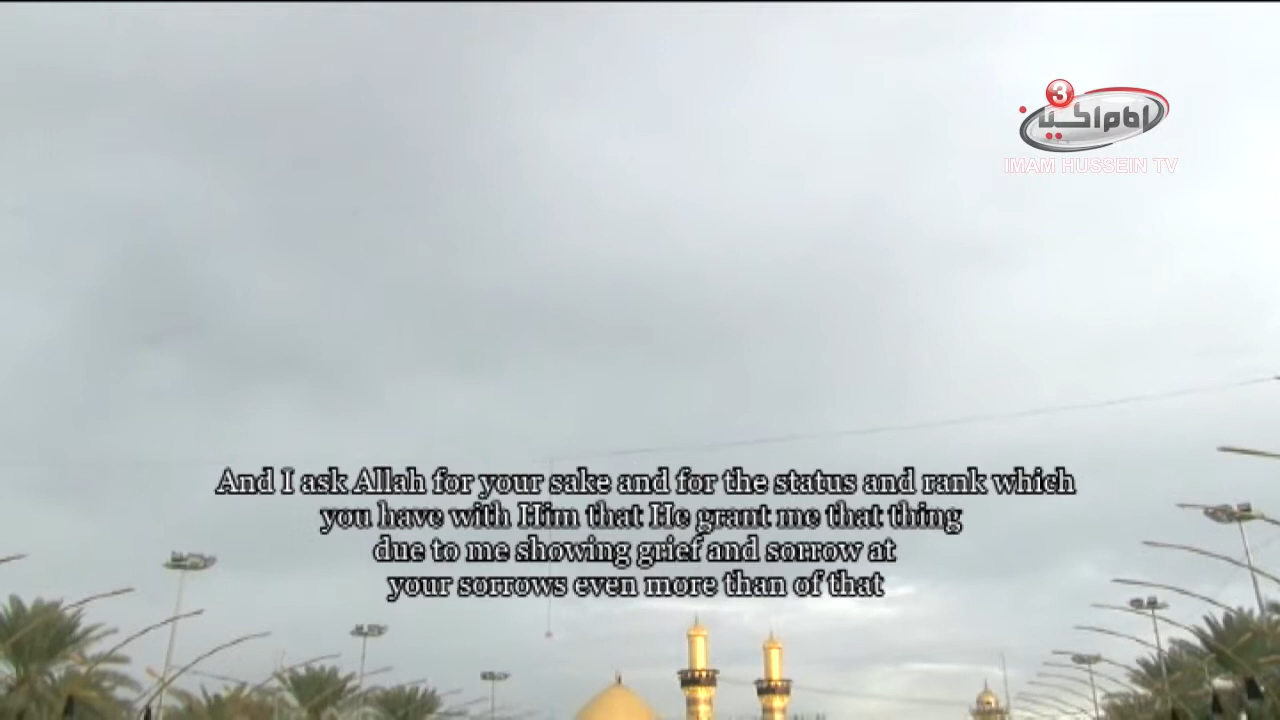 3
IMAM HUSSEIN TV
And I ask Allah for your sake and for the status and rank which
you have with Him that He grant me that thing
due to me showing grief and sorrow at
your sorrows even more than of that